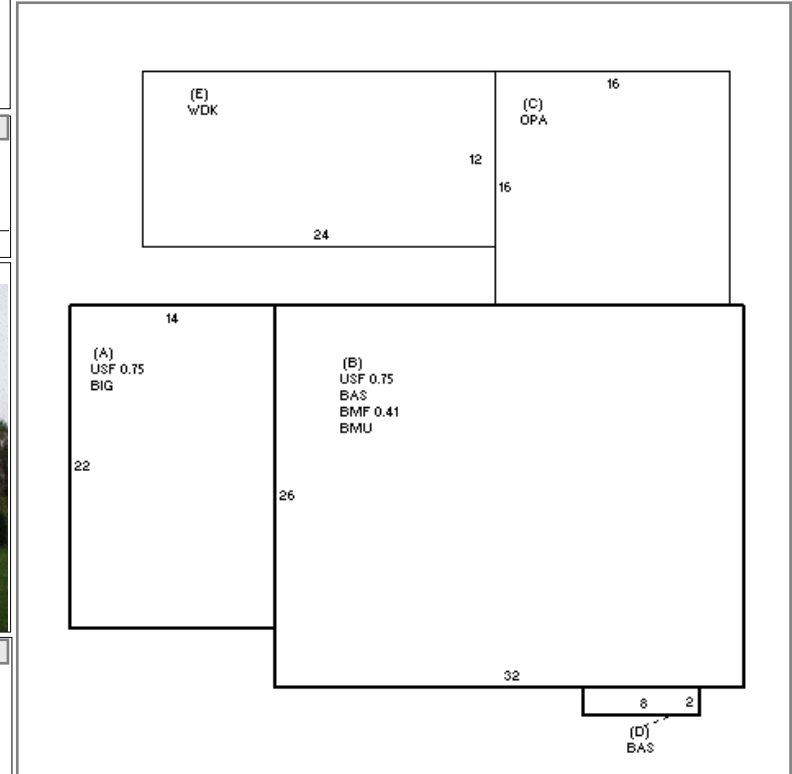 16
(E)
WDK
(C)
OPA
12
16
24
14
(A)
USF 0.75
BIG
(B)
USF 0.75
BAS
BMF 0.41
BMU
22
26
32
8
2
(D)
BAS